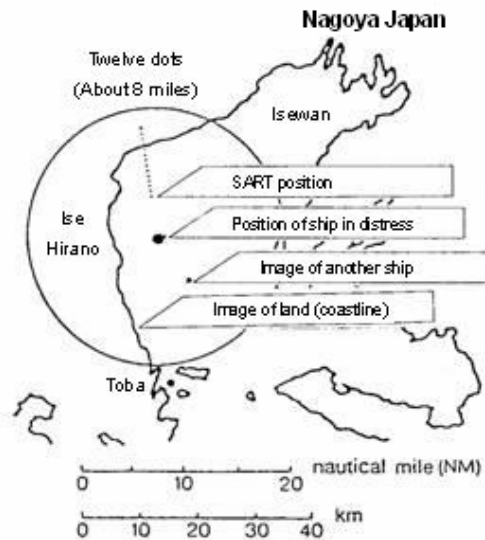 Nagoya Japan
Twelve dots
(About 8 miles)
Isewan
SART position
Ise
Hirano
Position of ship in distress
Image of another ship
Image of land (coastline)
Toba
nautical mile (NM)
0 10 20
km
0 10 20 30 40